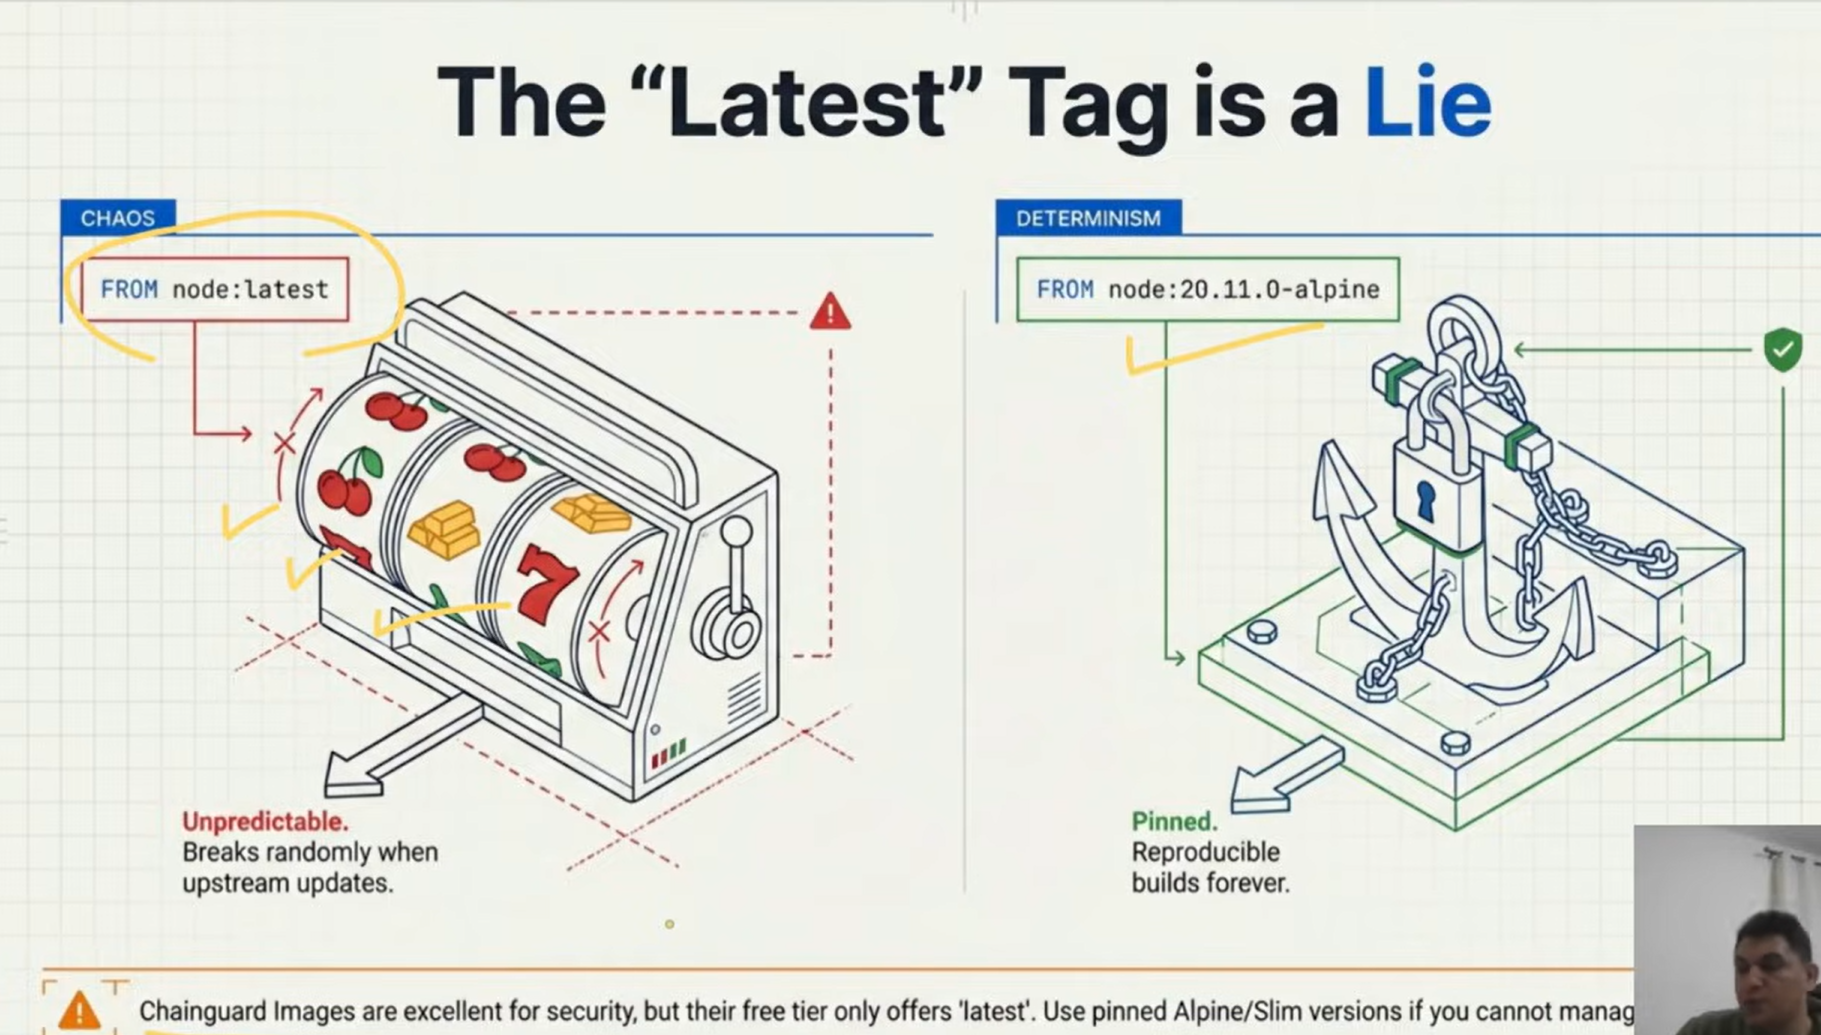 The “Latest” Tag is a Lie
CHAOS
FROM node:latest
Unpredictable.
Breaks randomly when
upstream updates.
DETERMINISM
FROM node:20.11.0-alpine
Pinned.
Reproducible
builds forever.
Chainguard Images are excellent for security, but their free tier only offers 'latest'. Use pinned Alpine/Slim versions if you cannot